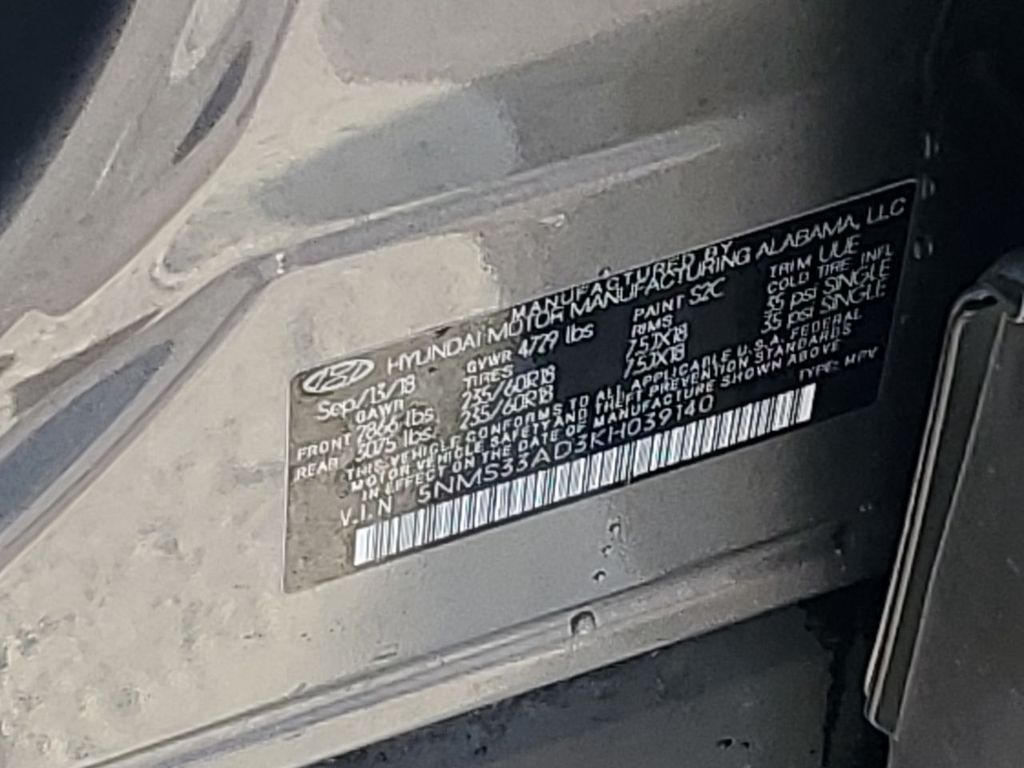 MANUFACTURED BY
HYUNDAI MOTOR MANUFACTURING ALABAMA, LLC
Sep/13/18 GVWR 4729 lbs PAINT S2C TRIM UUE
GAWR TIRES RIMS COLD TIRE INFL
FRONT 2866 lbs 235/60R18 7.5JX18 35 psi SINGLE
REAR 3075 lbs 235/60R18 7.5JX18 35 psi SINGLE
THIS VEHICLE CONFORMS TO ALL APPLICABLE U.S.A. FEDERAL
MOTOR VEHICLE SAFETY AND THEFT PREVENTION STANDARDS
IN EFFECT ON THE DATE OF MANUFACTURE SHOWN ABOVE
V.I.N 5NMS33AD3KH039140 TYPE: MPV